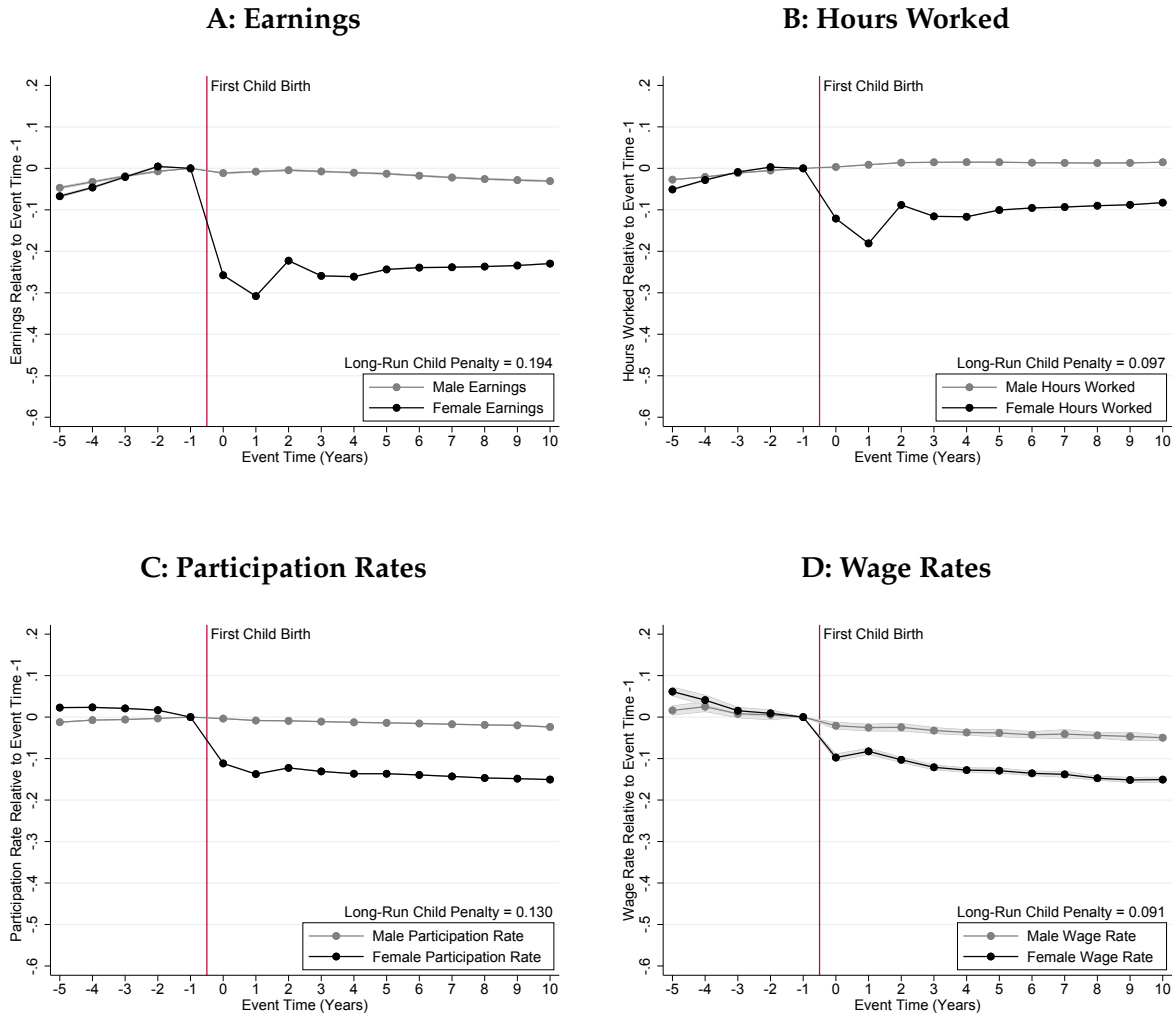 A: Earnings
Earnings Relative to Event Time -1
.2
.1
0
-.1
-.2
-.3
-.4
-.5
-.6
First Child Birth
Long-Run Child Penalty = 0.194
Male Earnings
Female Earnings
-5 -4 -3 -2 -1 0 1 2 3 4 5 6 7 8 9 10
Event Time (Years)
B: Hours Worked
Hours Worked Relative to Event Time -1
.2
.1
0
-.1
-.2
-.3
-.4
-.5
-.6
First Child Birth
Long-Run Child Penalty = 0.097
Male Hours Worked
Female Hours Worked
-5 -4 -3 -2 -1 0 1 2 3 4 5 6 7 8 9 10
Event Time (Years)
C: Participation Rates
Participation Rate Relative to Event Time -1
.2
.1
0
-.1
-.2
-.3
-.4
-.5
-.6
First Child Birth
Long-Run Child Penalty = 0.130
Male Participation Rate
Female Participation Rate
-5 -4 -3 -2 -1 0 1 2 3 4 5 6 7 8 9 10
Event Time (Years)
D: Wage Rates
Wage Rate Relative to Event Time -1
.2
.1
0
-.1
-.2
-.3
-.4
-.5
-.6
First Child Birth
Long-Run Child Penalty = 0.091
Male Wage Rate
Female Wage Rate
-5 -4 -3 -2 -1 0 1 2 3 4 5 6 7 8 9 10
Event Time (Years)